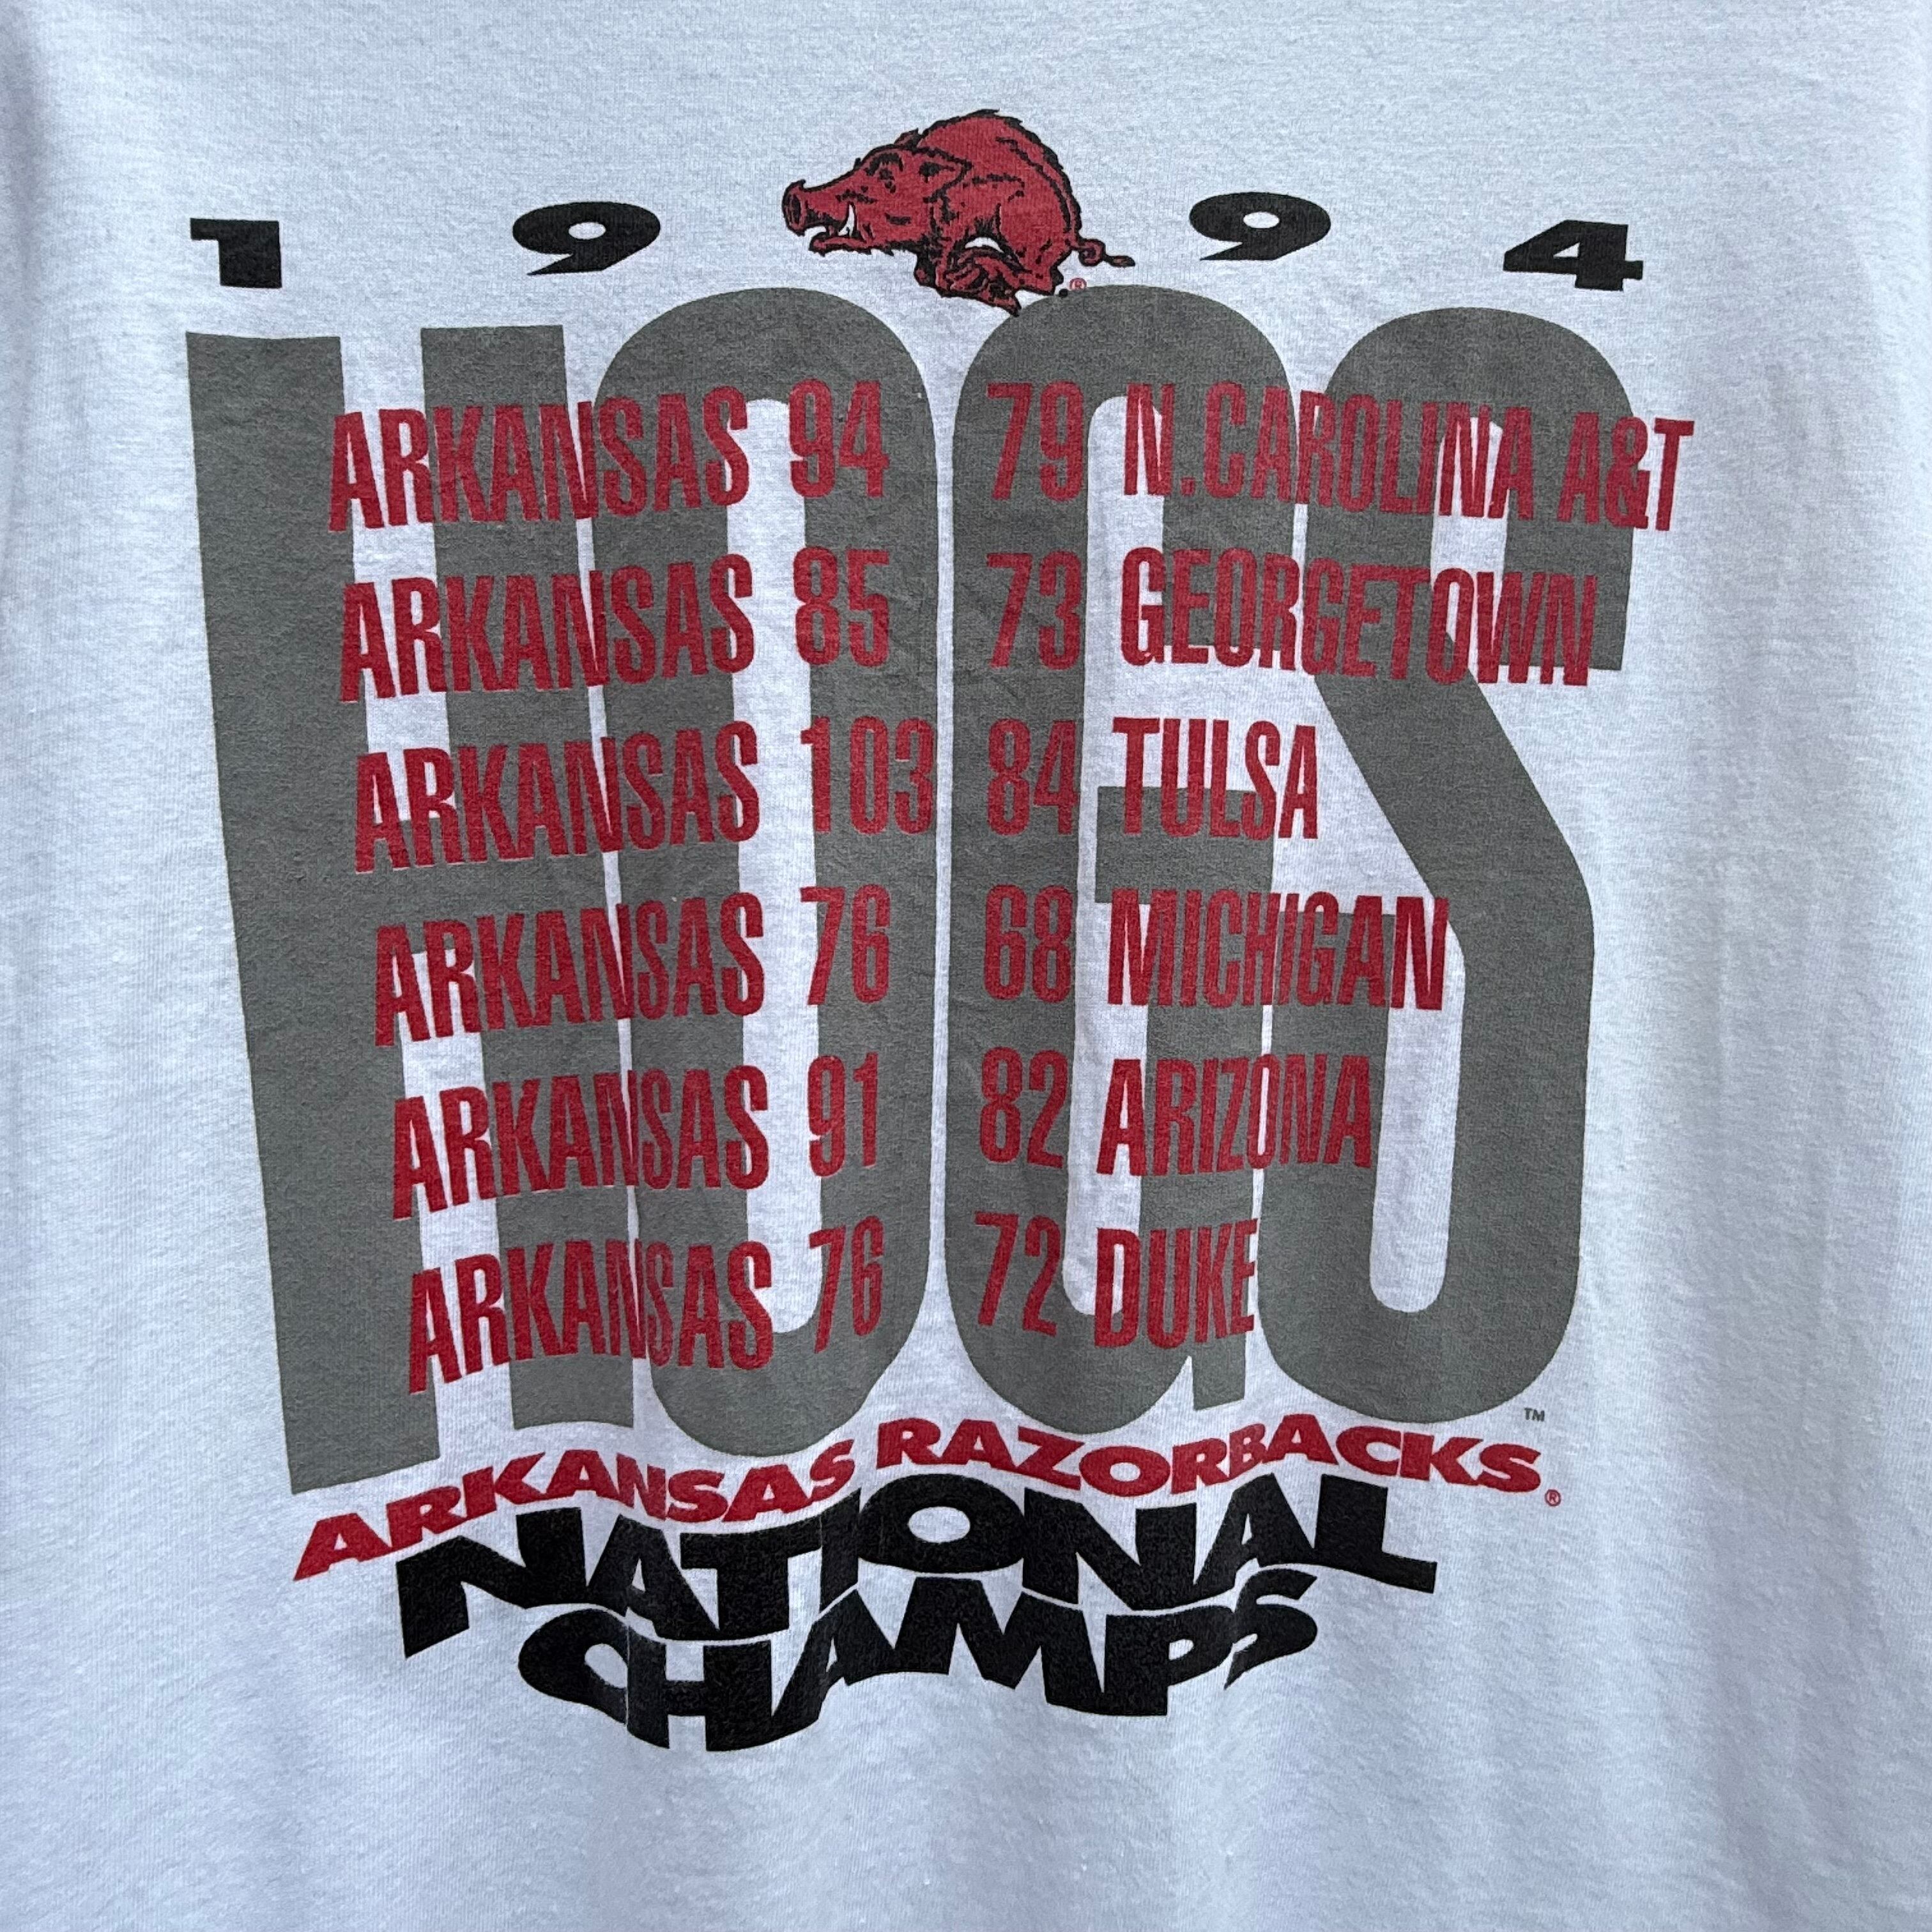 1994
HOGS
ARKANSAS 94 79 N.CAROLINA A&T
ARKANSAS 85 73 GEORGETOWN
ARKANSAS 103 84 TULSA
ARKANSAS 76 68 MICHIGAN
ARKANSAS 91 82 ARIZONA
ARKANSAS 76 72 DUKE
ARKANSAS RAZORBACKS®
NATIONAL
CHAMPS
®
™